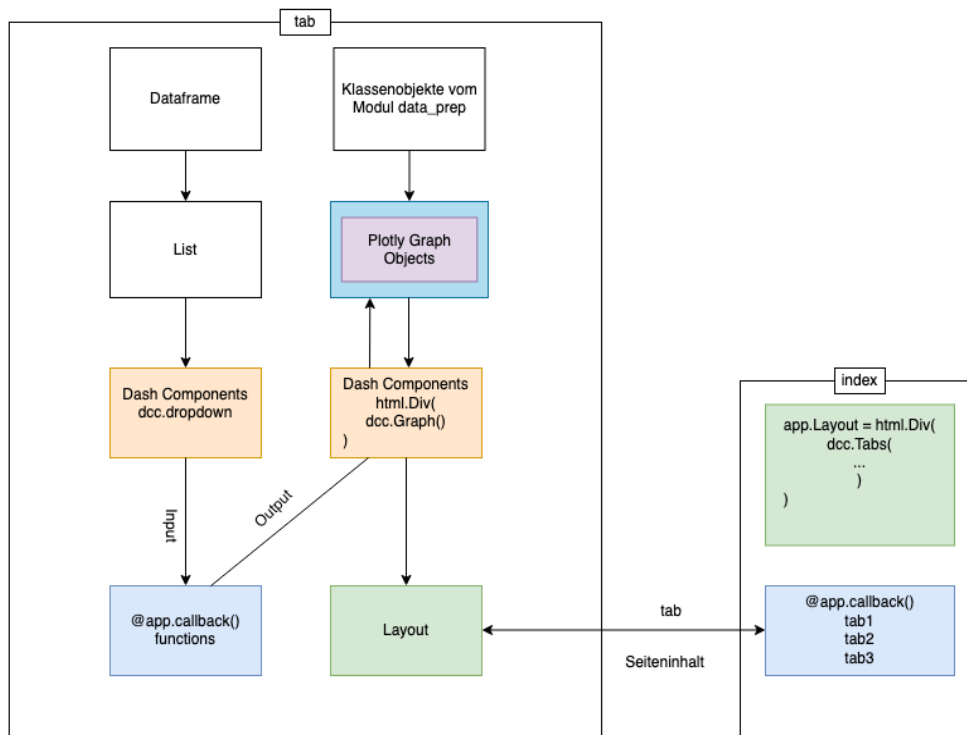 tab
Dataframe
Klassenobjekte vom
Modul data_prep
List
Plotly Graph
Objects
Dash Components
dcc.dropdown
Dash Components
html.Div(
dcc.Graph()
)
Input
Output
@app.callback()
functions
Layout
tab
Seiteninhalt
index
app.Layout = html.Div(
dcc.Tabs(
...
)
)
@app.callback()
tab1
tab2
tab3